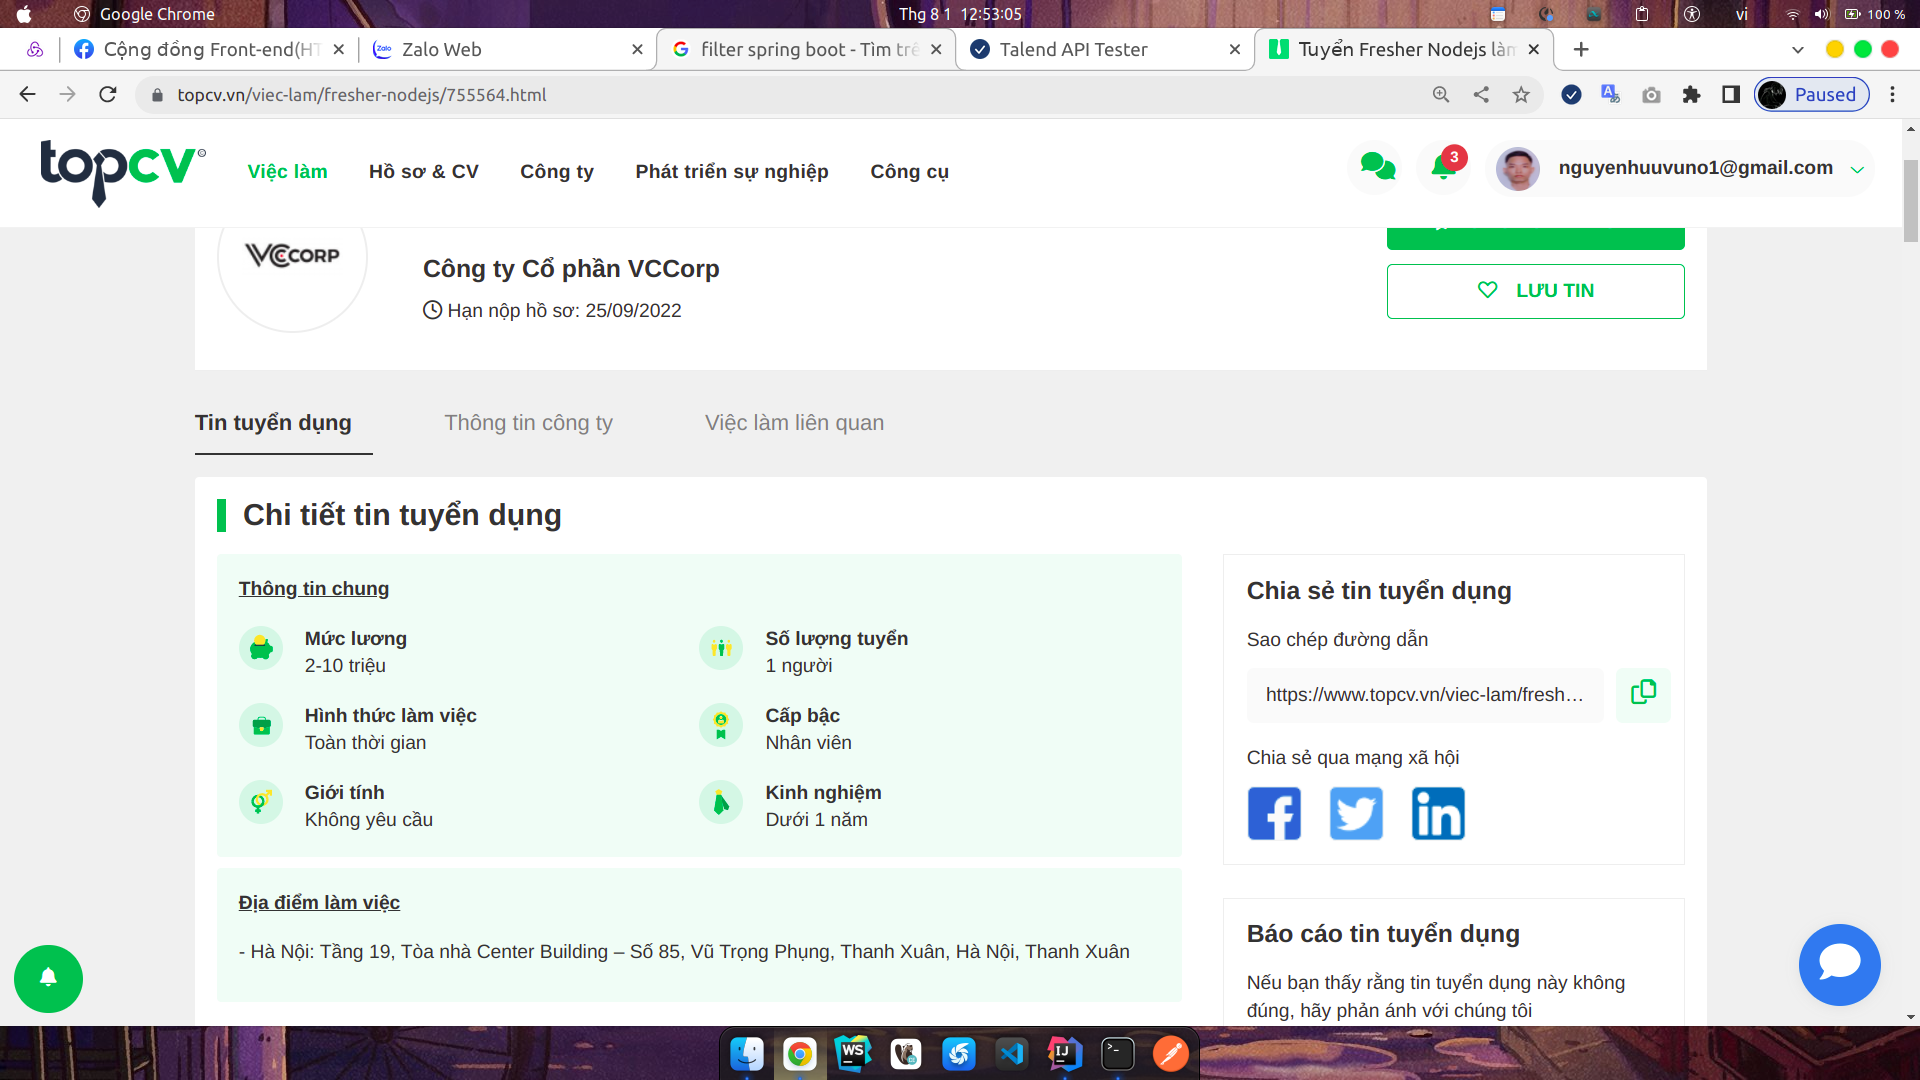 Google Chrome
Thg 8 1 12:53:05
vi
100 %
Cộng đồng Front-end(HT
Zalo Web
filter spring boot - Tìm trê
Talend API Tester
Tuyển Fresher Nodejs làm
topcv.vn/viec-lam/fresher-nodejs/755564.html
Paused
topcv
Việc làm
Hồ sơ & CV
Công ty
Phát triển sự nghiệp
Công cụ
3
nguyenhuuvuno1@gmail.com
VCCORP
Công ty Cổ phần VCCorp
Hạn nộp hồ sơ: 25/09/2022
LƯU TIN
Tin tuyển dụng
Thông tin công ty
Việc làm liên quan
Chi tiết tin tuyển dụng
Thông tin chung
Mức lương
2-10 triệu
Số lượng tuyển
1 người
Hình thức làm việc
Toàn thời gian
Cấp bậc
Nhân viên
Giới tính
Không yêu cầu
Kinh nghiệm
Dưới 1 năm
Địa điểm làm việc
- Hà Nội: Tầng 19, Tòa nhà Center Building – Số 85, Vũ Trọng Phụng, Thanh Xuân, Hà Nội, Thanh Xuân
Chia sẻ tin tuyển dụng
Sao chép đường dẫn
https://www.topcv.vn/viec-lam/fresh...
Chia sẻ qua mạng xã hội
Báo cáo tin tuyển dụng
Nếu bạn thấy rằng tin tuyển dụng này không
đúng, hãy phản ánh với chúng tôi
WS
IJ